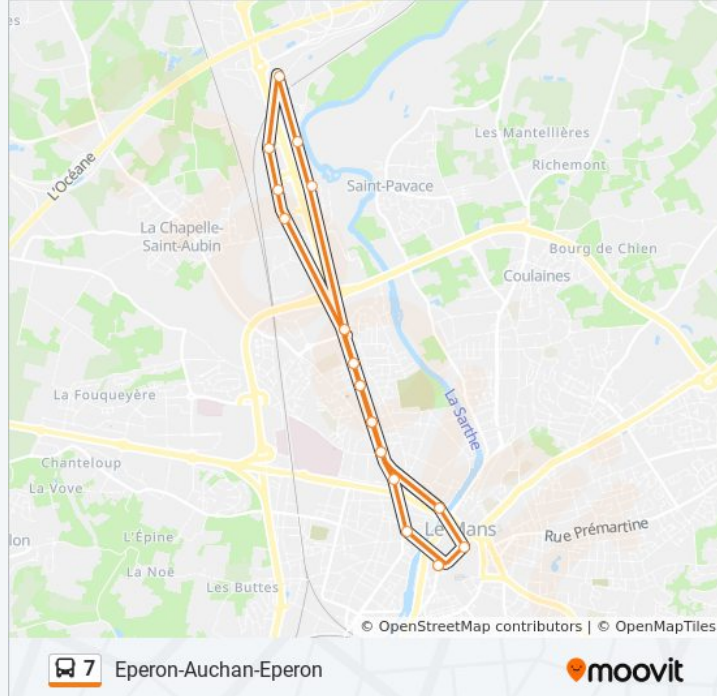 es
L'Océane
Les Mantellières
Richemont
Saint-Pavace
La Chapelle-
Saint-Aubin
Bourg de Chien
Coulaines
La Fouqueyère
La Sarthe
Chanteloup
La Vove
Le Mans
Rue Prémartine
lon
L'Épine
La Noë
Les Buttes
© OpenStreetMap contributors | © OpenMapTiles
7 Eperon-Auchan-Eperon
moovit